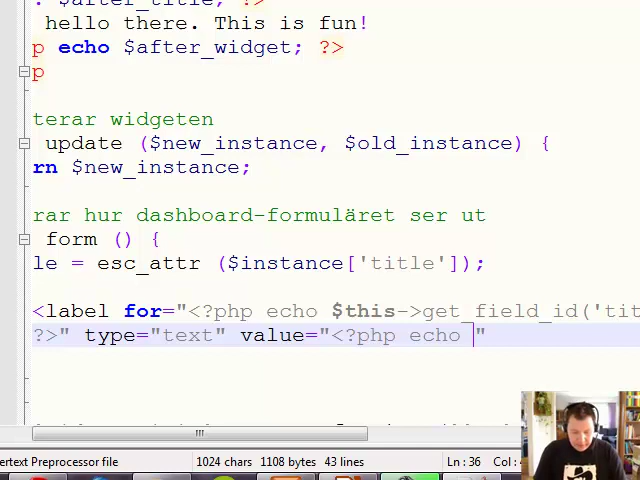 : $after_title; ?>
hello there. This is fun!
p echo $after_widget; ?>
p
terar widgeten
update ($new_instance, $old_instance) {
rn $new_instance;
rar hur dashboard-formuläret ser ut
form () {
le = esc_attr ($instance['title']);
<label for="<?php echo $this->get_field_id('tit
?>" type="text" value="<?php echo "
ertext Preprocessor file 1024 chars 1108 bytes 43 lines Ln : 36 Col :